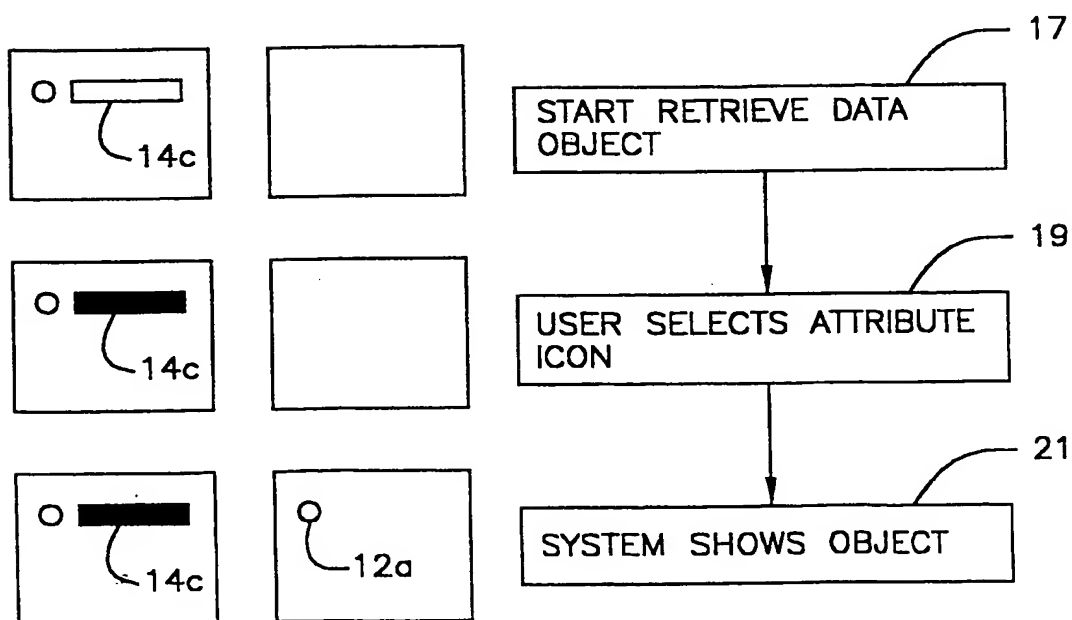 17
14c
START RETRIEVE DATA
OBJECT
19
14c
USER SELECTS ATTRIBUTE
ICON
21
14c
12a
SYSTEM SHOWS OBJECT